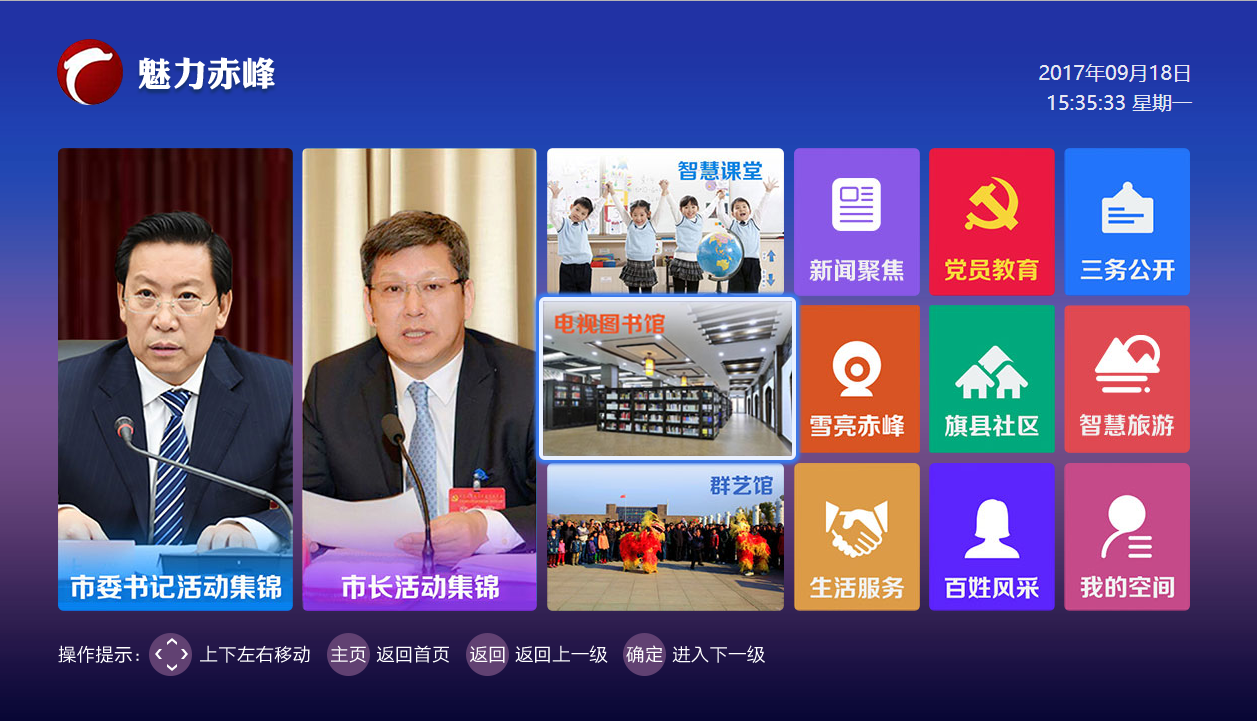 魅力赤峰
2017年09月18日
15:35:33 星期一
市委书记活动集锦
市长活动集锦
智慧课堂
电视图书馆
群艺馆
新闻聚焦
党员教育
三务公开
雪亮赤峰
旗县社区
智慧旅游
生活服务
百姓风采
我的空间
操作提示: 上下左右移动 主页 返回首页 返回 返回上一级 确定 进入下一级